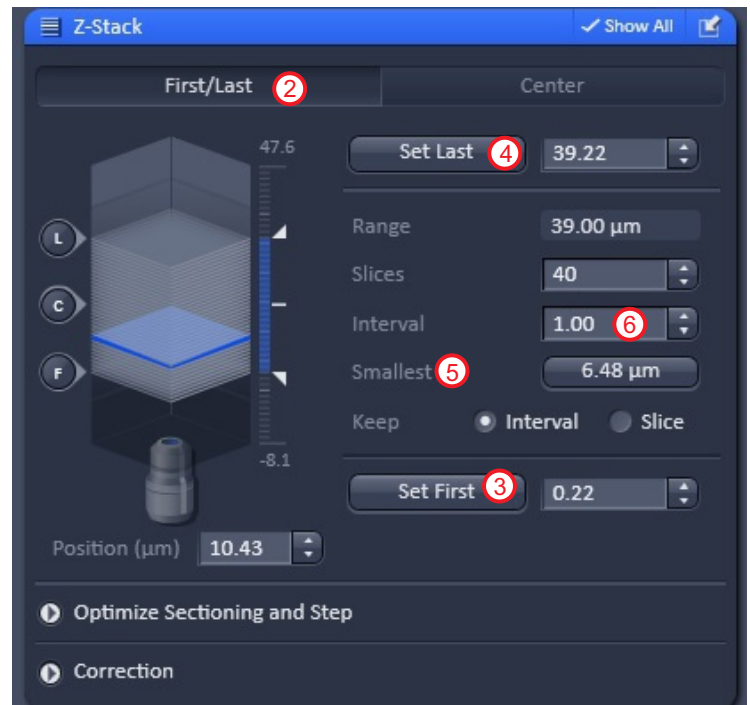 Z-Stack ✓ Show All
First/Last 2 Center
47.6
Set Last 4 39.22
L
Range 39.00 µm
Slices 40
C
Interval 1.00 6
F
Smallest 5 6.48 µm
Keep Interval Slice
-8.1
Set First 3 0.22
Position (µm) 10.43
Optimize Sectioning and Step
Correction